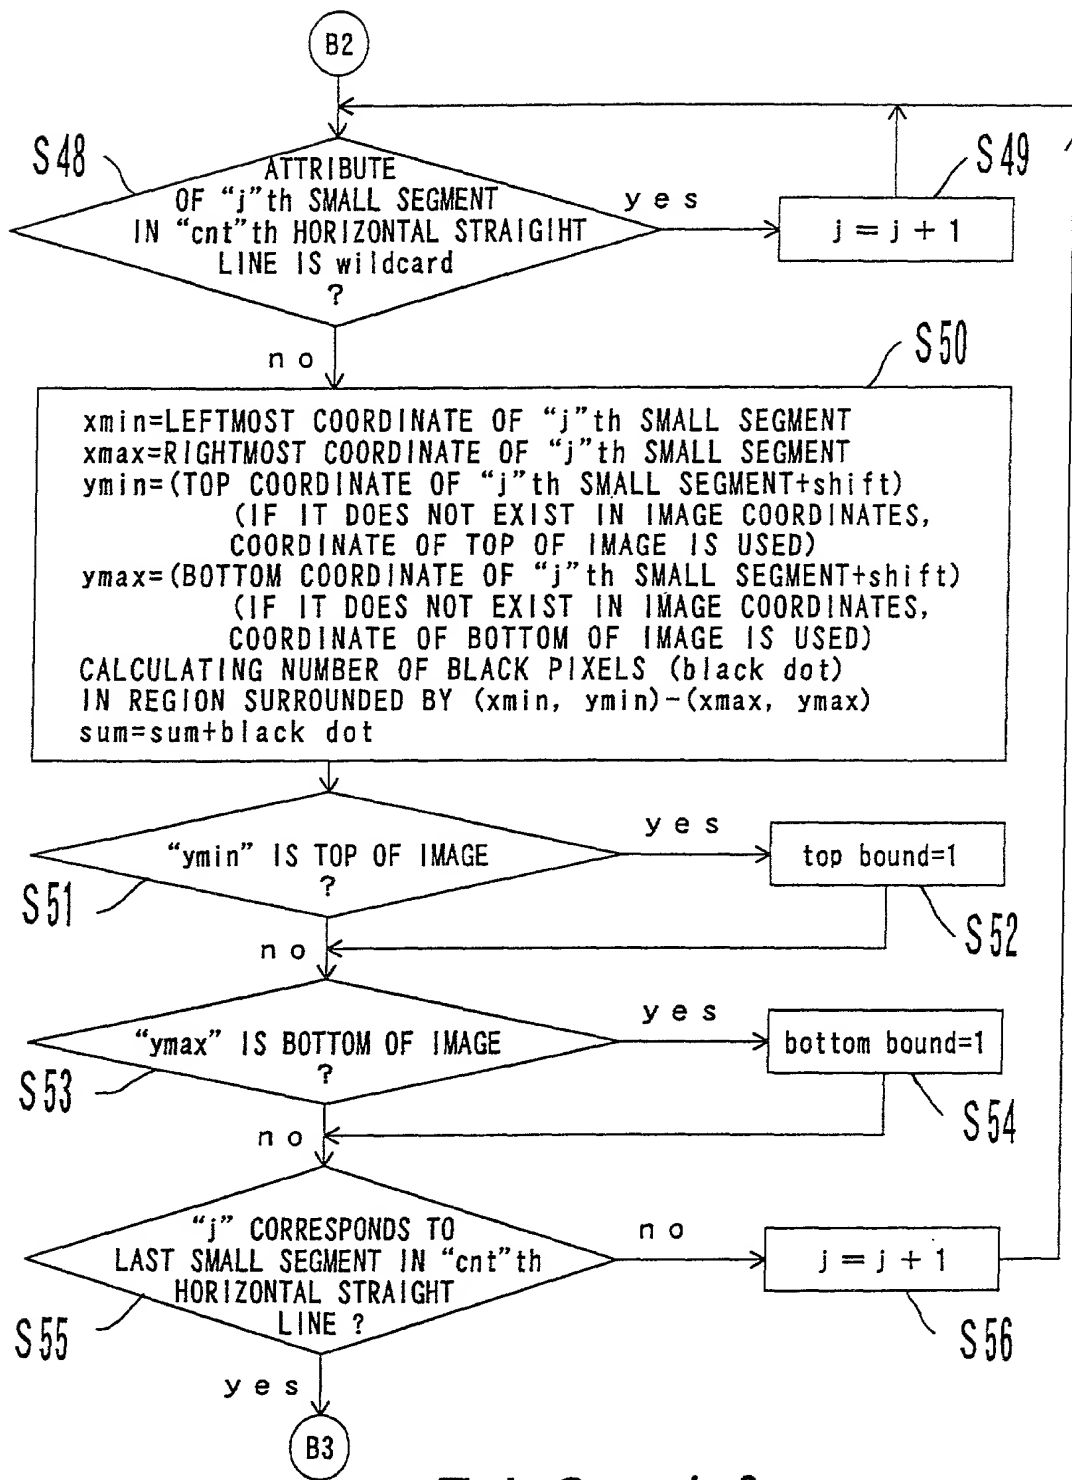 B2
S48
ATTRIBUTE
OF “j”th SMALL SEGMENT
IN “cnt”th HORIZONTAL STRAIGIHT
LINE IS wildcard
?
yes
S49
j = j + 1
no
S50
xmin=LEFTMOST COORDINATE OF “j”th SMALL SEGMENT
xmax=RIGHTMOST COORDINATE OF “j”th SMALL SEGMENT
ymin=(TOP COORDINATE OF “j”th SMALL SEGMENT+shift)
(IF IT DOES NOT EXIST IN IMAGE COORDINATES,
COORDINATE OF TOP OF IMAGE IS USED)
ymax=(BOTTOM COORDINATE OF “j”th SMALL SEGMENT+shift)
(IF IT DOES NOT EXIST IN IMAGE COORDINATES,
COORDINATE OF BOTTOM OF IMAGE IS USED)
CALCULATING NUMBER OF BLACK PIXELS (black dot)
IN REGION SURROUNDED BY (xmin, ymin)-(xmax, ymax)
sum=sum+black dot
“ymin” IS TOP OF IMAGE
?
S51
yes
top bound=1
S52
no
“ymax” IS BOTTOM OF IMAGE
?
S53
yes
bottom bound=1
S54
no
“j” CORRESPONDS TO
LAST SMALL SEGMENT IN “cnt”th
HORIZONTAL STRAIGHT
LINE ?
S55
no
j = j + 1
S56
yes
B3